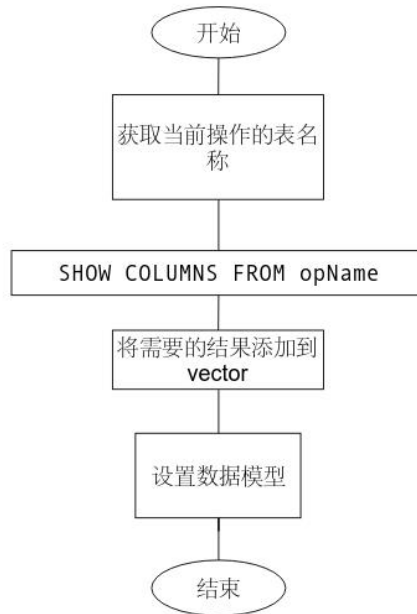 开始
获取当前操作的表名
称
SHOW COLUMNS FROM opName
将需要的结果添加到
vector
设置数据模型
结束